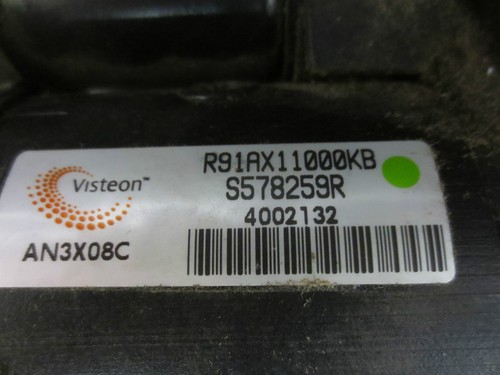 Visteon™
R91AX11000KB
S578259R
4002132
AN3X08C